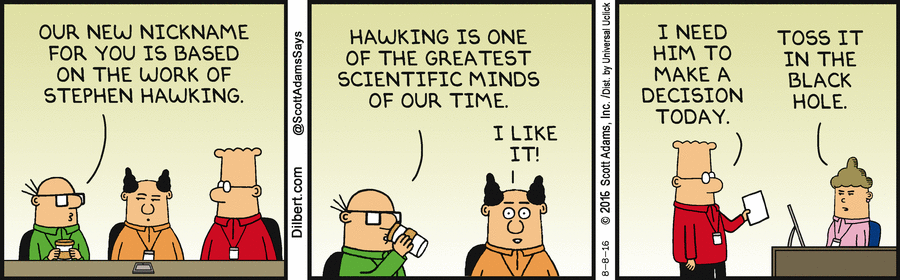 OUR NEW NICKNAME
FOR YOU IS BASED
ON THE WORK OF
STEPHEN HAWKING.
Dilbert.com
@ScottAdamsSays
HAWKING IS ONE
OF THE GREATEST
SCIENTIFIC MINDS
OF OUR TIME.
I LIKE
IT!
8-8-16 © 2016 Scott Adams, Inc. /Dist. by Universal Uclick
I NEED
HIM TO
MAKE A
DECISION
TODAY.
TOSS IT
IN THE
BLACK
HOLE.